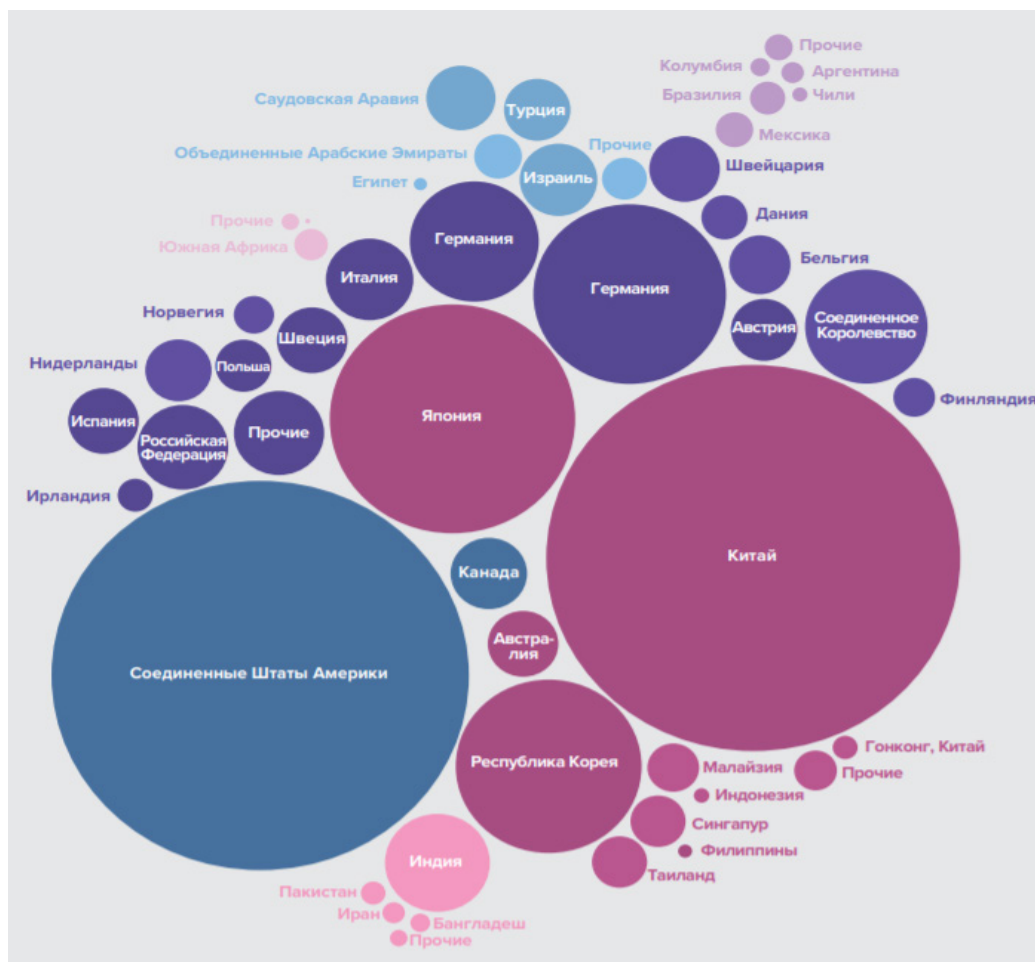 Прочие
Колумбия
Аргентина
Бразилия
Чили
Мексика
Саудовская Аравия
Турция
Объединенные Арабские Эмираты
Прочие
Египет
Израиль
Швейцария
Прочие
Южная Африка
Германия
Дания
Италия
Германия
Бельгия
Норвегия
Швеция
Австрия
Соединенное
Королевство
Нидерланды
Польша
Финляндия
Испания
Российская
Федерация
Прочие
Япония
Ирландия
Китай
Канада
Австра-
лия
Соединенные Штаты Америки
Республика Корея
Гонконг, Китай
Малайзия
Прочие
Индонезия
Сингапур
Филиппины
Таиланд
Индия
Пакистан
Иран
Бангладеш
Прочие